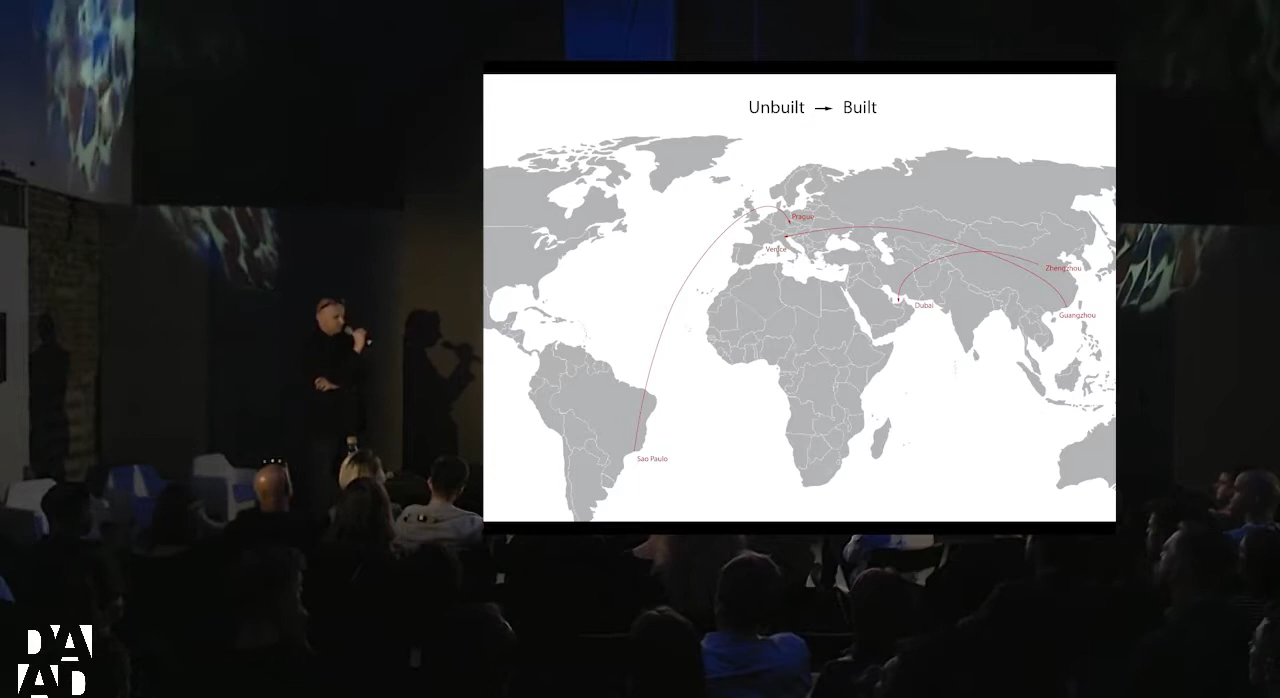 Unbuilt → Built
Prague
Venice
Zhengzhou
Dubai
Guangzhou
Sao Paulo
DA
AD